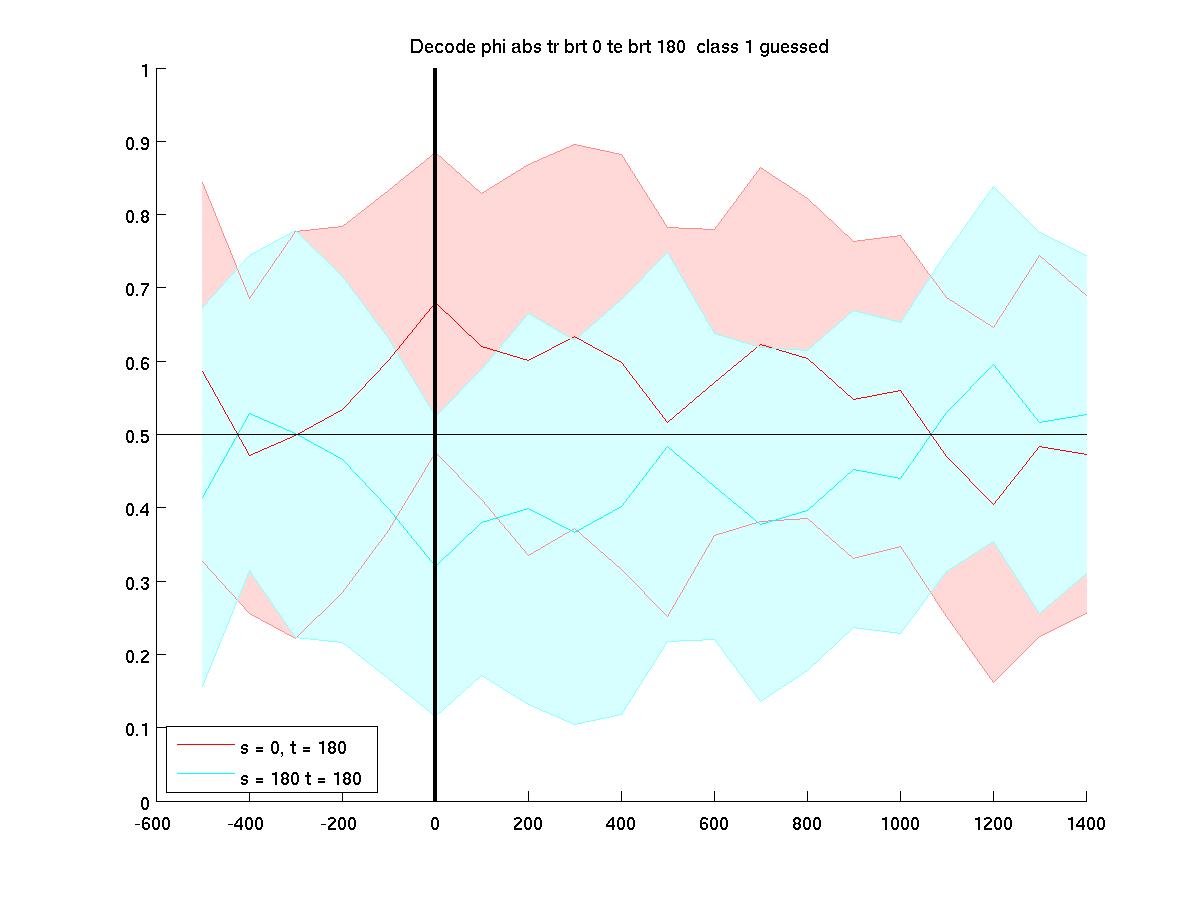 Decode phi abs tr brt 0 te brt 180  class 1 guessed
1
0.9
0.8
0.7
0.6
0.5
0.4
0.3
0.2
0.1
0
s = 0, t = 180
s = 180 t = 180
-600 -400 -200 0 200 400 600 800 1000 1200 1400